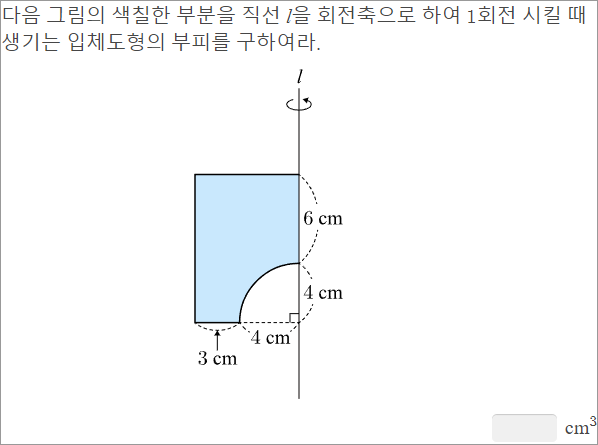 다음 그림의 색칠한 부분을 직선 l을 회전축으로 하여 1회전 시킬 때
생기는 입체도형의 부피를 구하여라.
l
6 cm
4 cm
4 cm
3 cm
cm³